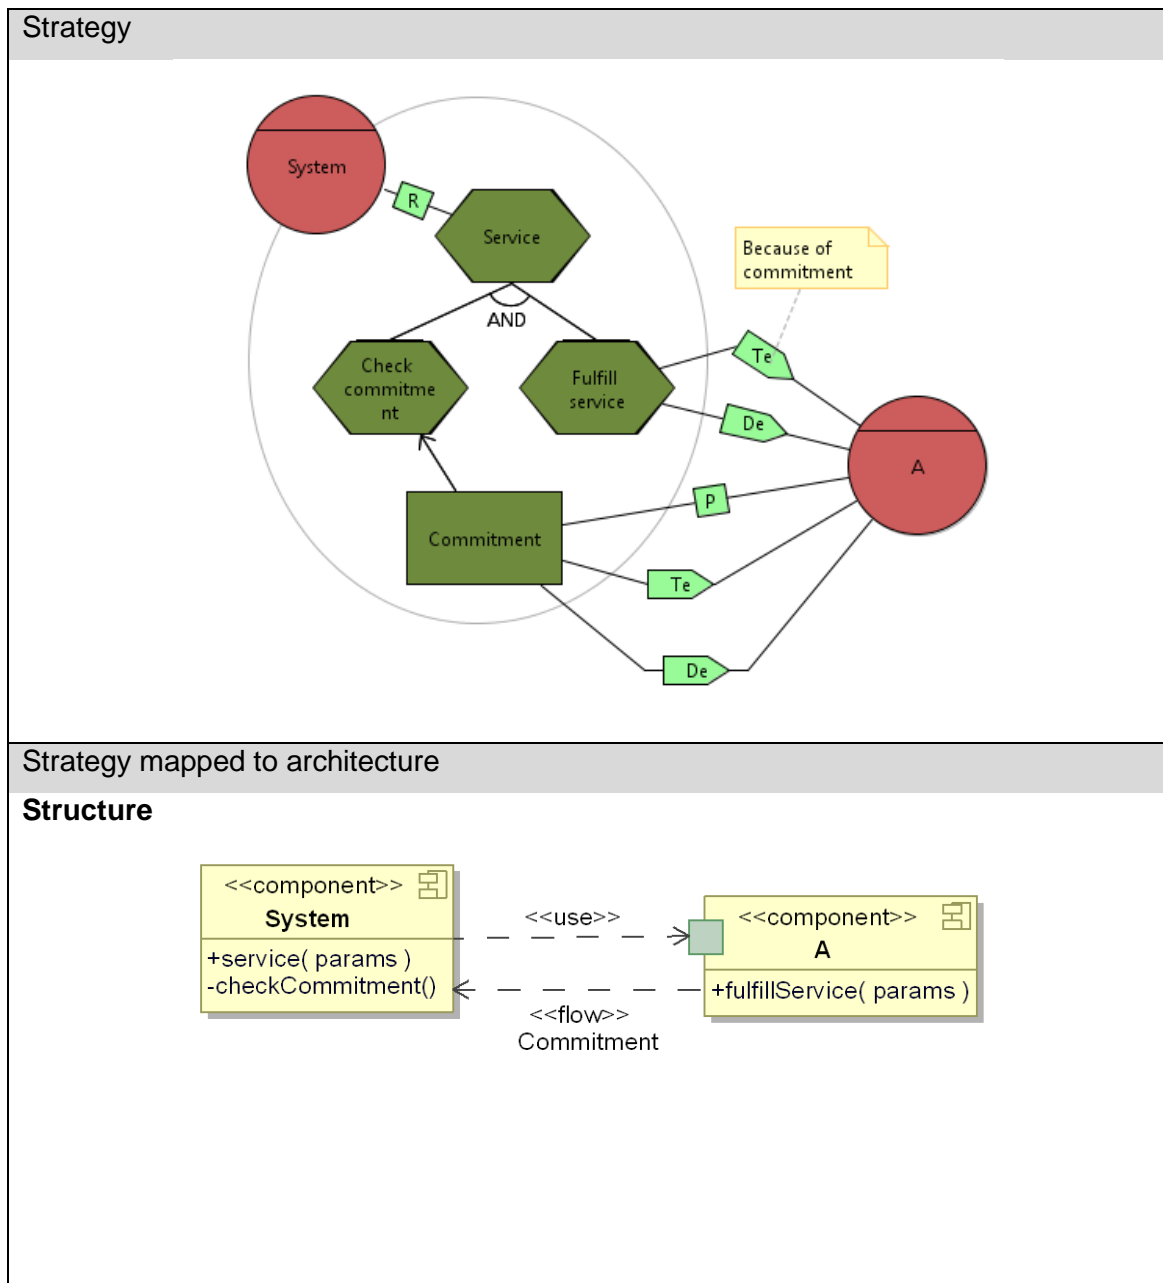 Strategy
System
R
Service
Because of
commitment
AND
Te
Check
commitme
nt
Fulfill
service
De
A
P
Commitment
Te
De
Strategy mapped to architecture
Structure
<<component>>
System
+service( params )
-checkCommitment()
<<use>>
<<component>>
A
+fulfillService( params )
<<flow>>
Commitment